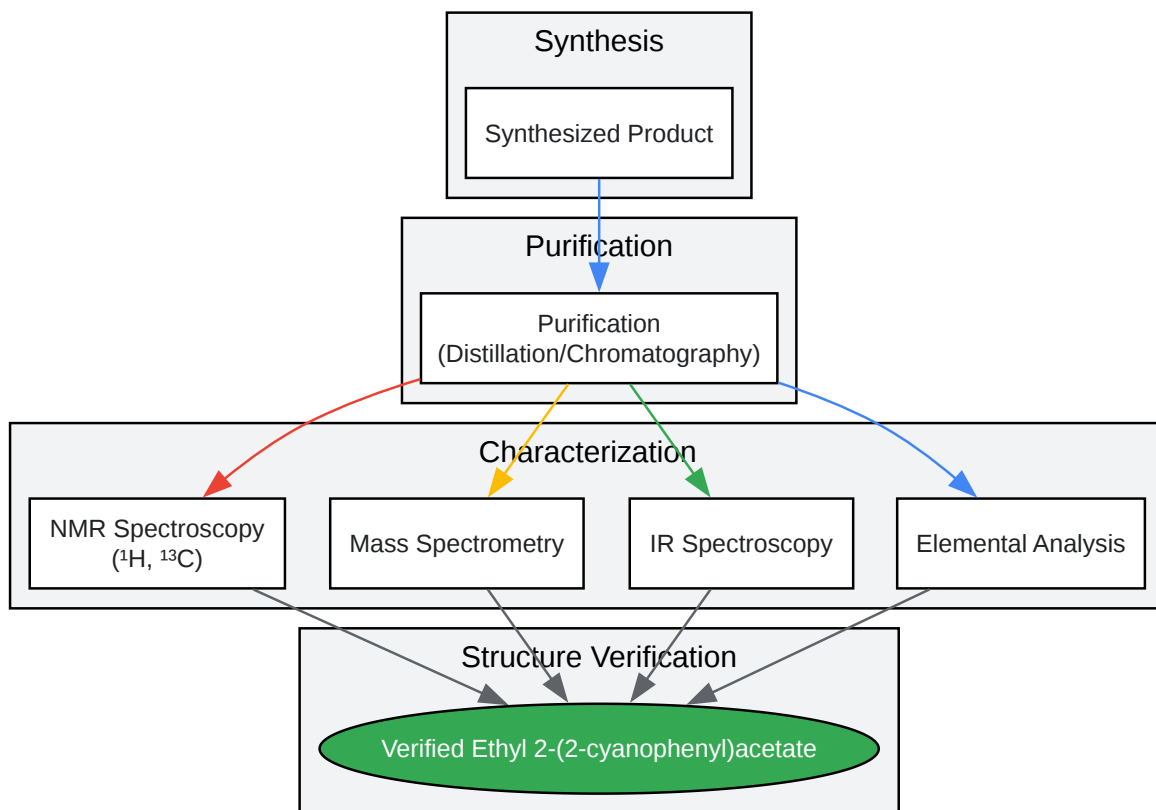 Synthesis
Synthesized Product
Purification
Purification
(Distillation/Chromatography)
Characterization
NMR Spectroscopy
(¹H, ¹³C)
Mass Spectrometry
IR Spectroscopy
Elemental Analysis
Structure Verification
Verified Ethyl 2-(2-cyanophenyl)acetate